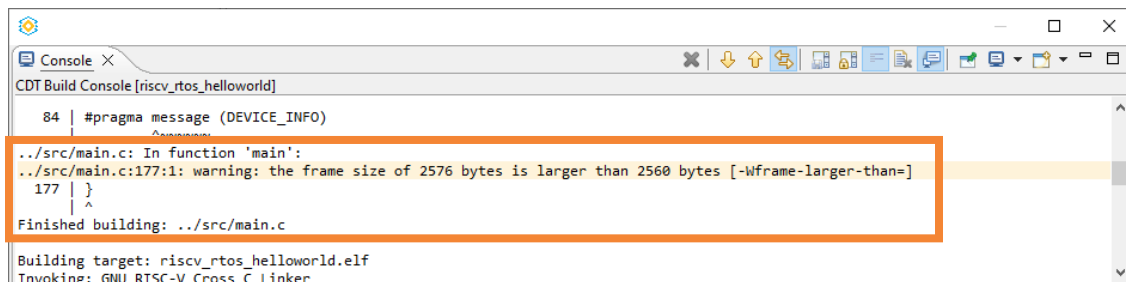 Console
CDT Build Console [riscv_rtos_helloworld]
84 | #pragma message (DEVICE_INFO)
| ^~~~~~~
../src/main.c: In function 'main':
../src/main.c:177:1: warning: the frame size of 2576 bytes is larger than 2560 bytes [-Wframe-larger-than=]
177 | }
| ^
Finished building: ../src/main.c
Building target: riscv_rtos_helloworld.elf
Invoking: GNU RISC-V Cross C Linker